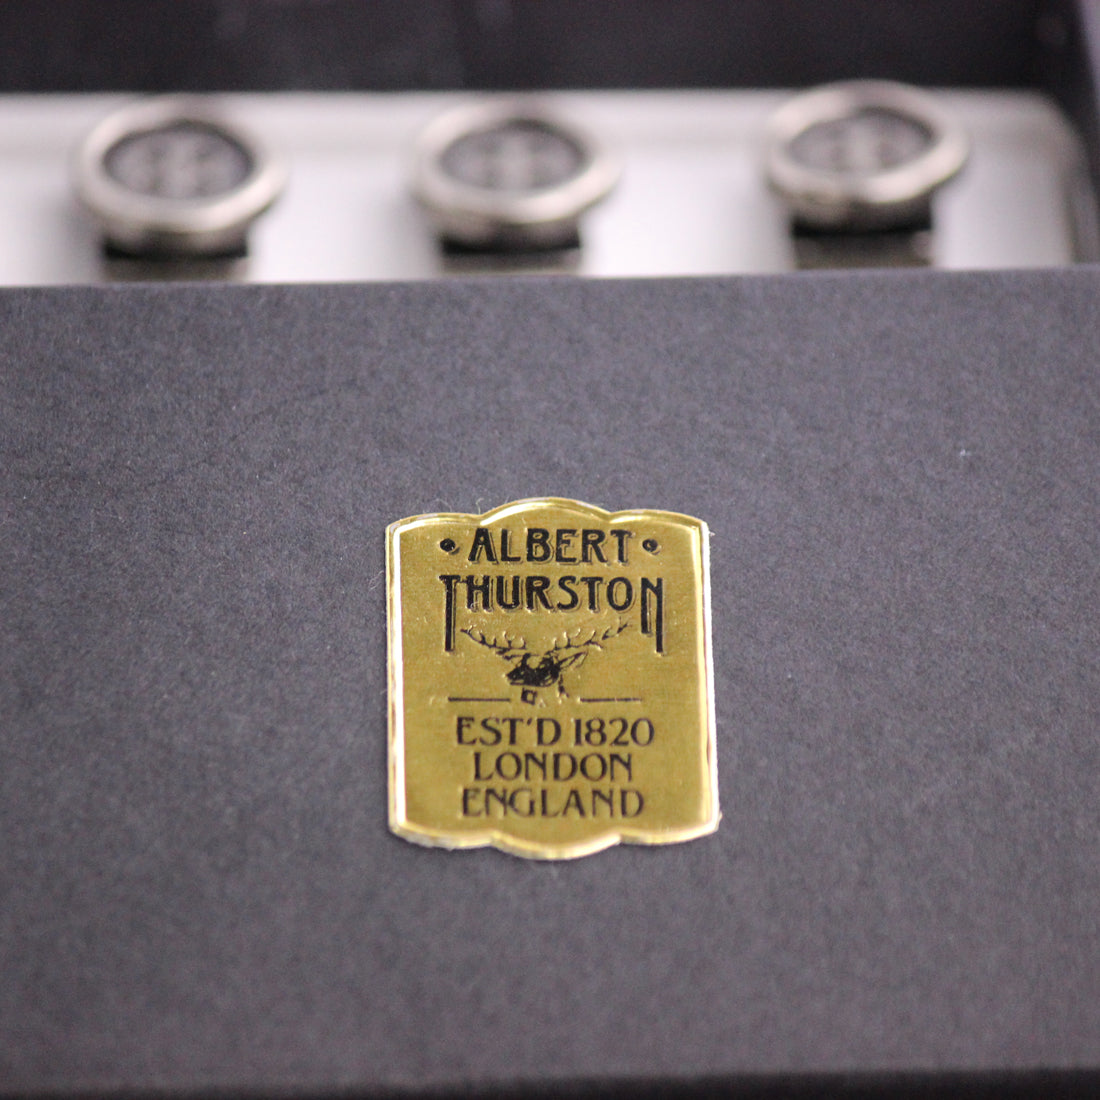 • ALBERT •
THURSTON
EST'D 1820
LONDON
ENGLAND